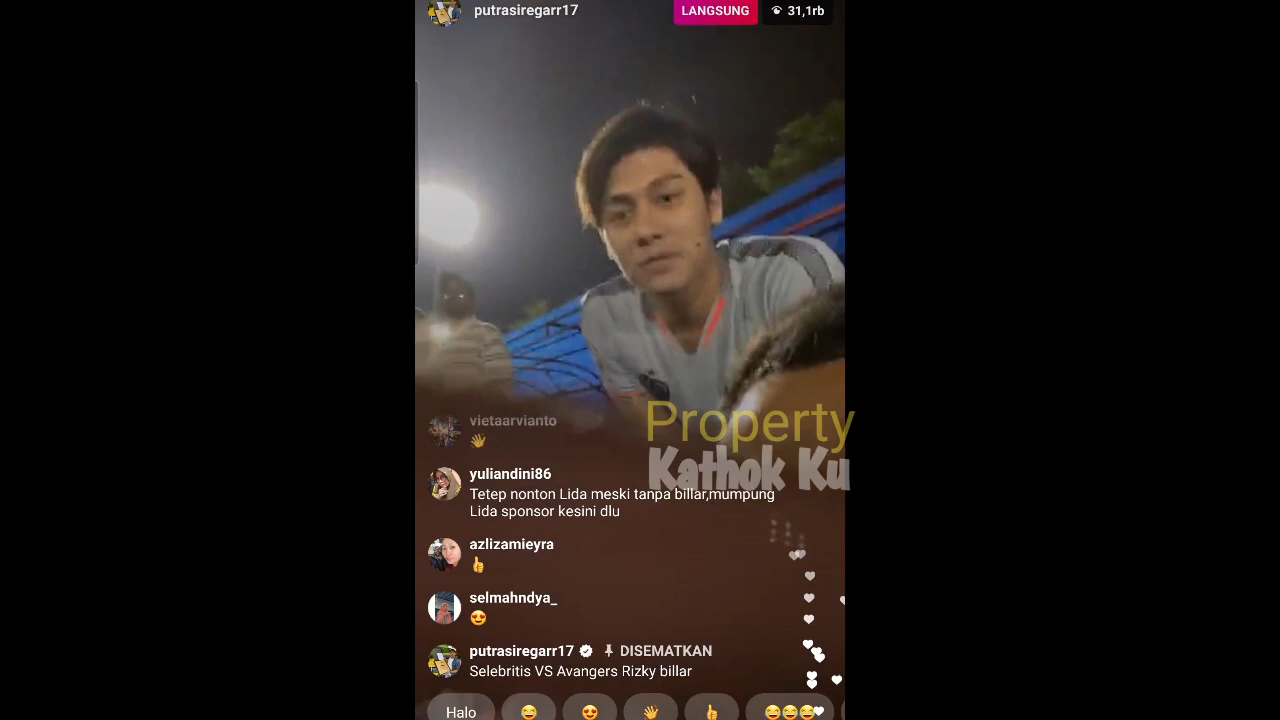 putrasiregarr17
LANGSUNG
31,1rb
vietaarvianto
👋
Property
Kathok Ku
yuliandini86
Tetep nonton Lida meski tanpa billar,mumpung
Lida sponsor kesini dlu
azlizamieyra
👍
selmahndya_
😍
putrasiregarr17 DISEMATKAN
Selebritis VS Avangers Rizky billar
Halo 😂 😍 👋 👍 😂😂😂